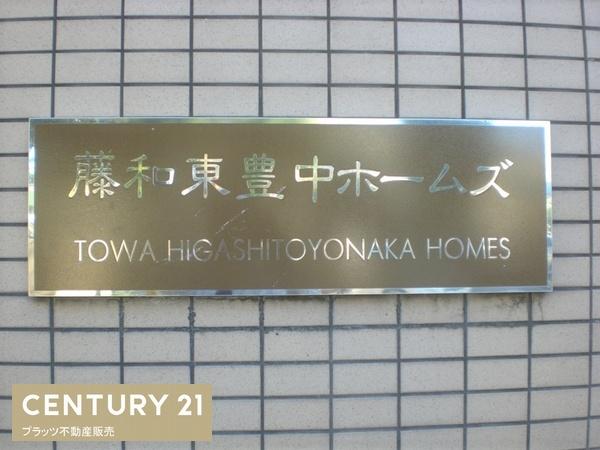 藤和東豊中ホームズ
TOWA HIGASHITOYONAKA HOMES
CENTURY 21
プラッツ不動産販売